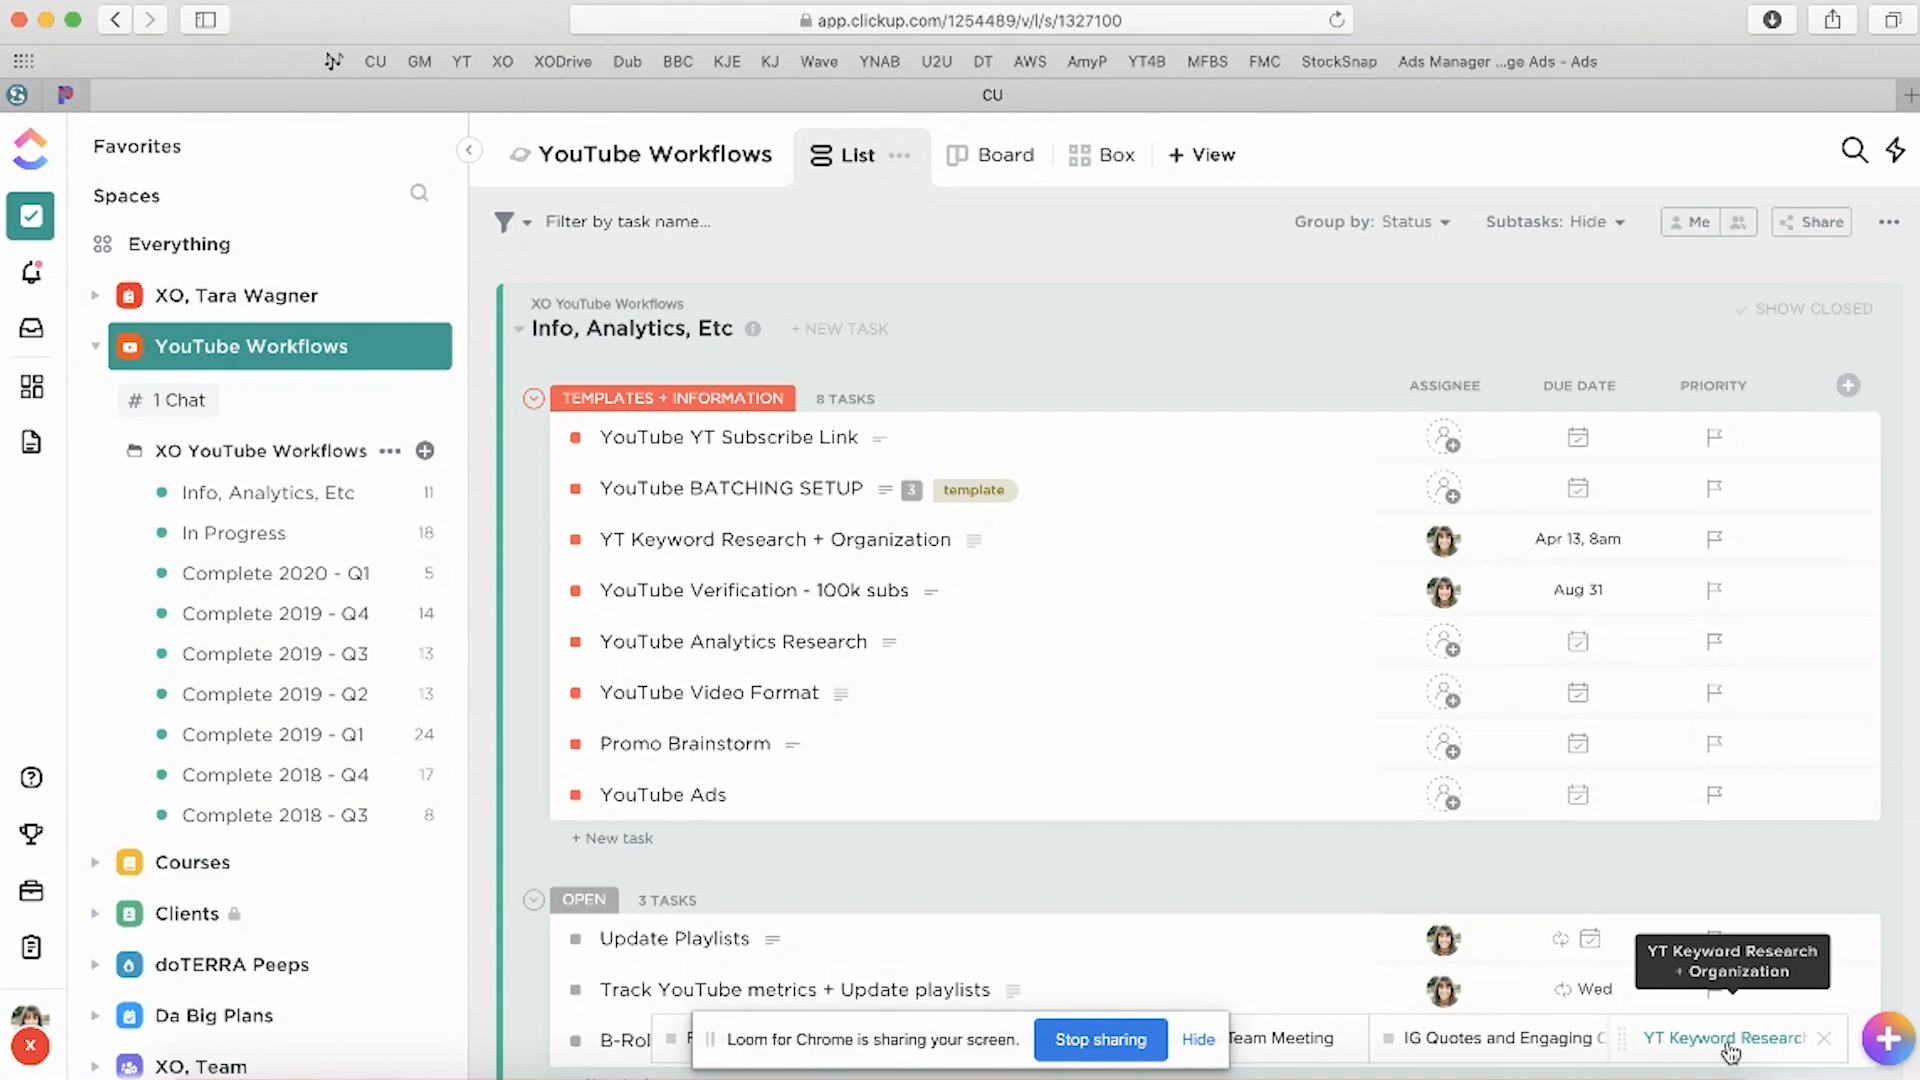 app.clickup.com/1254489/v/l/s/1327100
CU GM YT XO XODrive Dub BBC KJE KJ Wave YNAB U2U DT AWS AmyP YT4B MFBS FMC StockSnap Ads Manager ...ge Ads - Ads
CU
Favorites
Spaces
Everything
XO, Tara Wagner
YouTube Workflows
# 1 Chat
XO YouTube Workflows
Info, Analytics, Etc 11
In Progress 18
Complete 2020 - Q1 5
Complete 2019 - Q4 14
Complete 2019 - Q3 13
Complete 2019 - Q2 13
Complete 2019 - Q1 24
Complete 2018 - Q4 17
Complete 2018 - Q3 8
Courses
Clients
doTERRA Peeps
Da Big Plans
XO, Team
X
YouTube Workflows List Board Box + View
Filter by task name... Group by: Status Subtasks: Hide Me Share
XO YouTube Workflows
SHOW CLOSED
Info, Analytics, Etc + NEW TASK
TEMPLATES + INFORMATION 8 TASKS ASSIGNEE DUE DATE PRIORITY
YouTube YT Subscribe Link
YouTube BATCHING SETUP 3 template
YT Keyword Research + Organization Apr 13, 8am
YouTube Verification - 100k subs Aug 31
YouTube Analytics Research
YouTube Video Format
Promo Brainstorm
YouTube Ads
+ New task
OPEN 3 TASKS
Update Playlists
YT Keyword Research
+ Organization
Track YouTube metrics + Update playlists Wed
B-Rol
Loom for Chrome is sharing your screen. Stop sharing Hide
Team Meeting
IG Quotes and Engaging
YT Keyword Researc